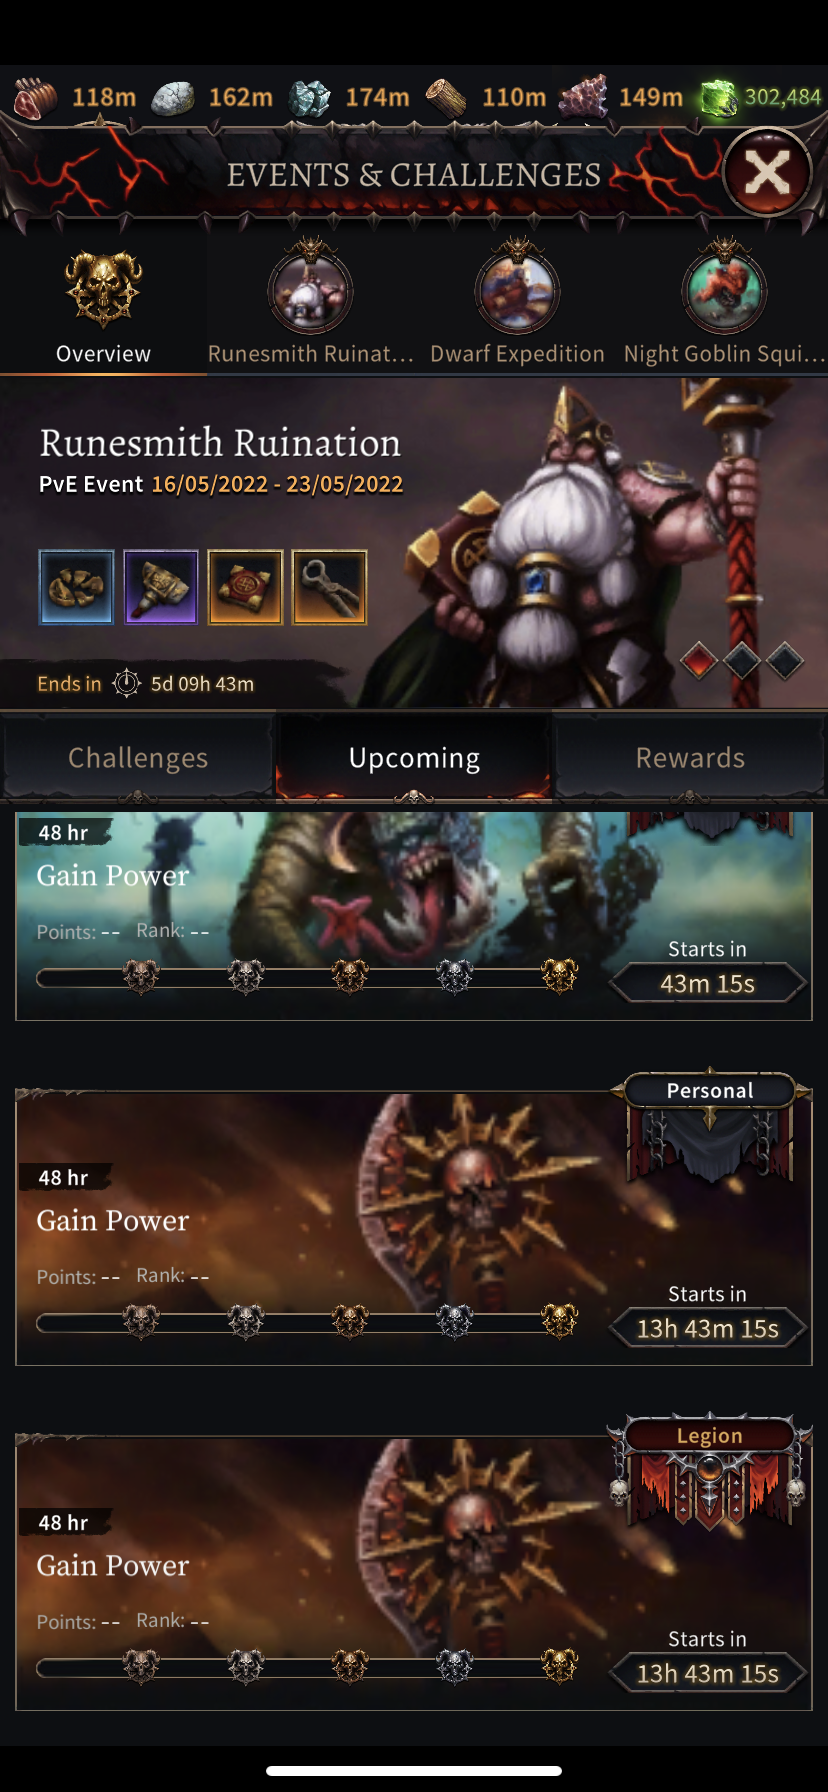 118m 162m 174m 110m 149m 302,484
EVENTS & CHALLENGES
Overview Runesmith Ruinat... Dwarf Expedition Night Goblin Squi...
Runesmith Ruination
PvE Event 16/05/2022 - 23/05/2022
Ends in 5d 09h 43m
Challenges Upcoming Rewards
48 hr
Gain Power
Points: -- Rank: --
Starts in
43m 15s
Personal
48 hr
Gain Power
Points: -- Rank: --
Starts in
13h 43m 15s
Legion
48 hr
Gain Power
Points: -- Rank: --
Starts in
13h 43m 15s